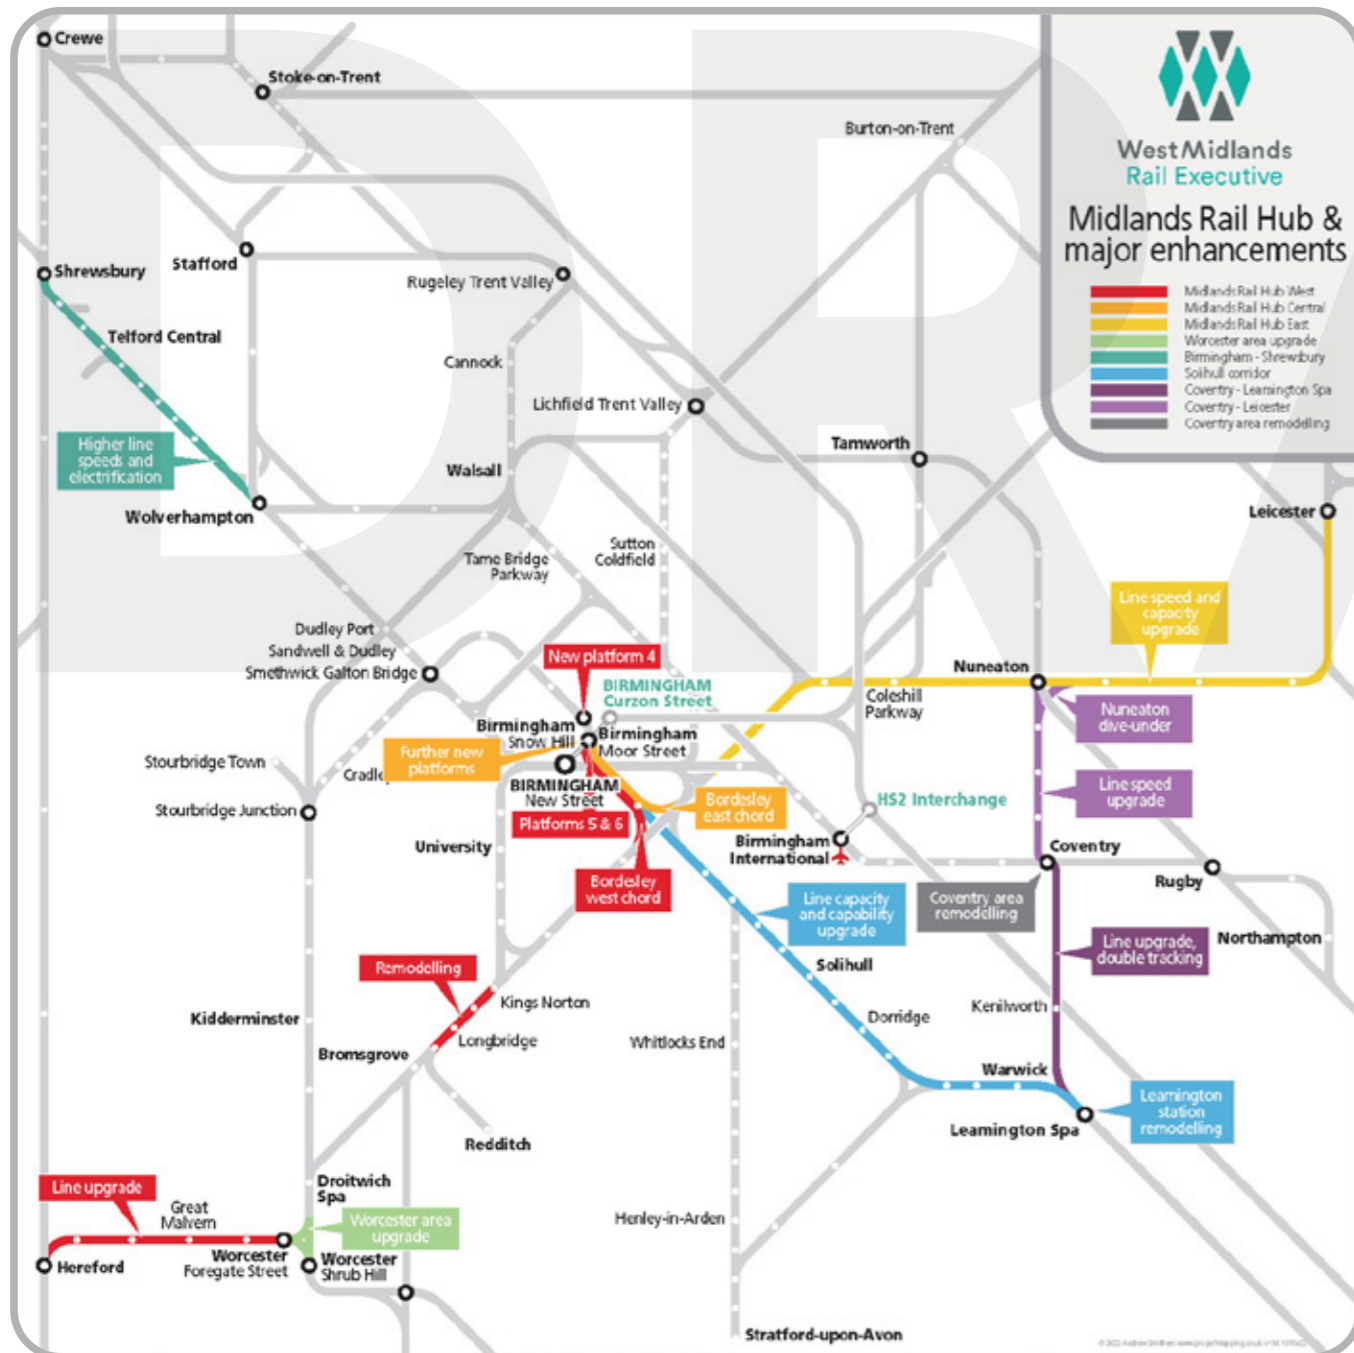 Crewe
Stoke-on-Trent
Burton-on-Trent
WestMidlands
Rail Executive
Midlands Rail Hub &
major enhancements
Midlands Rail Hub West
Midlands Rail Hub Central
Midlands Rail Hub East
Worcester area upgrade
Birmingham - Shrewsbury
Solihull corridor
Coventry - Leamington Spa
Coventry - Leicester
Coventry area remodelling
Stafford
Shrewsbury
Rugeley Trent Valley
Telford Central
Cannock
Lichfield Trent Valley
Tamworth
Higher line
speeds and
electrification
Walsall
Wolverhampton
Leicester
Tame Bridge
Parkway
Sutton
Coldfield
Line speed and
capacity
upgrade
Dudley Port
Sandwell & Dudley
Smethwick Galton Bridge
New platform 4
BIRMINGHAM
Curzon Street
Nuneaton
Coleshill
Parkway
Nuneaton
dive-under
Birmingham
Snow Hill
Birmingham
Moor Street
Further new
platforms
Stourbridge Town
Cradle
BIRMINGHAM
New Street
Line speed
upgrade
HS2 Interchange
Bordesley
east chord
Stourbridge Junction
Platforms 5 & 6
University
Birmingham
International
Coventry
Rugby
Bordesley
west chord
Line capacity
and capability
upgrade
Coventry area
remodelling
Northampton
Line upgrade,
double tracking
Solihull
Remodelling
Kings Norton
Kenilworth
Dorridge
Kidderminster
Longbridge
Whitlocks End
Bromsgrove
Warwick
Leamington
station
remodelling
Leamington Spa
Redditch
Line upgrade
Droitwich
Spa
Great
Malvern
Worcester area
upgrade
Henley-in-Arden
Hereford
Worcester
Foregate Street
Worcester
Shrub Hill
Stratford-upon-Avon